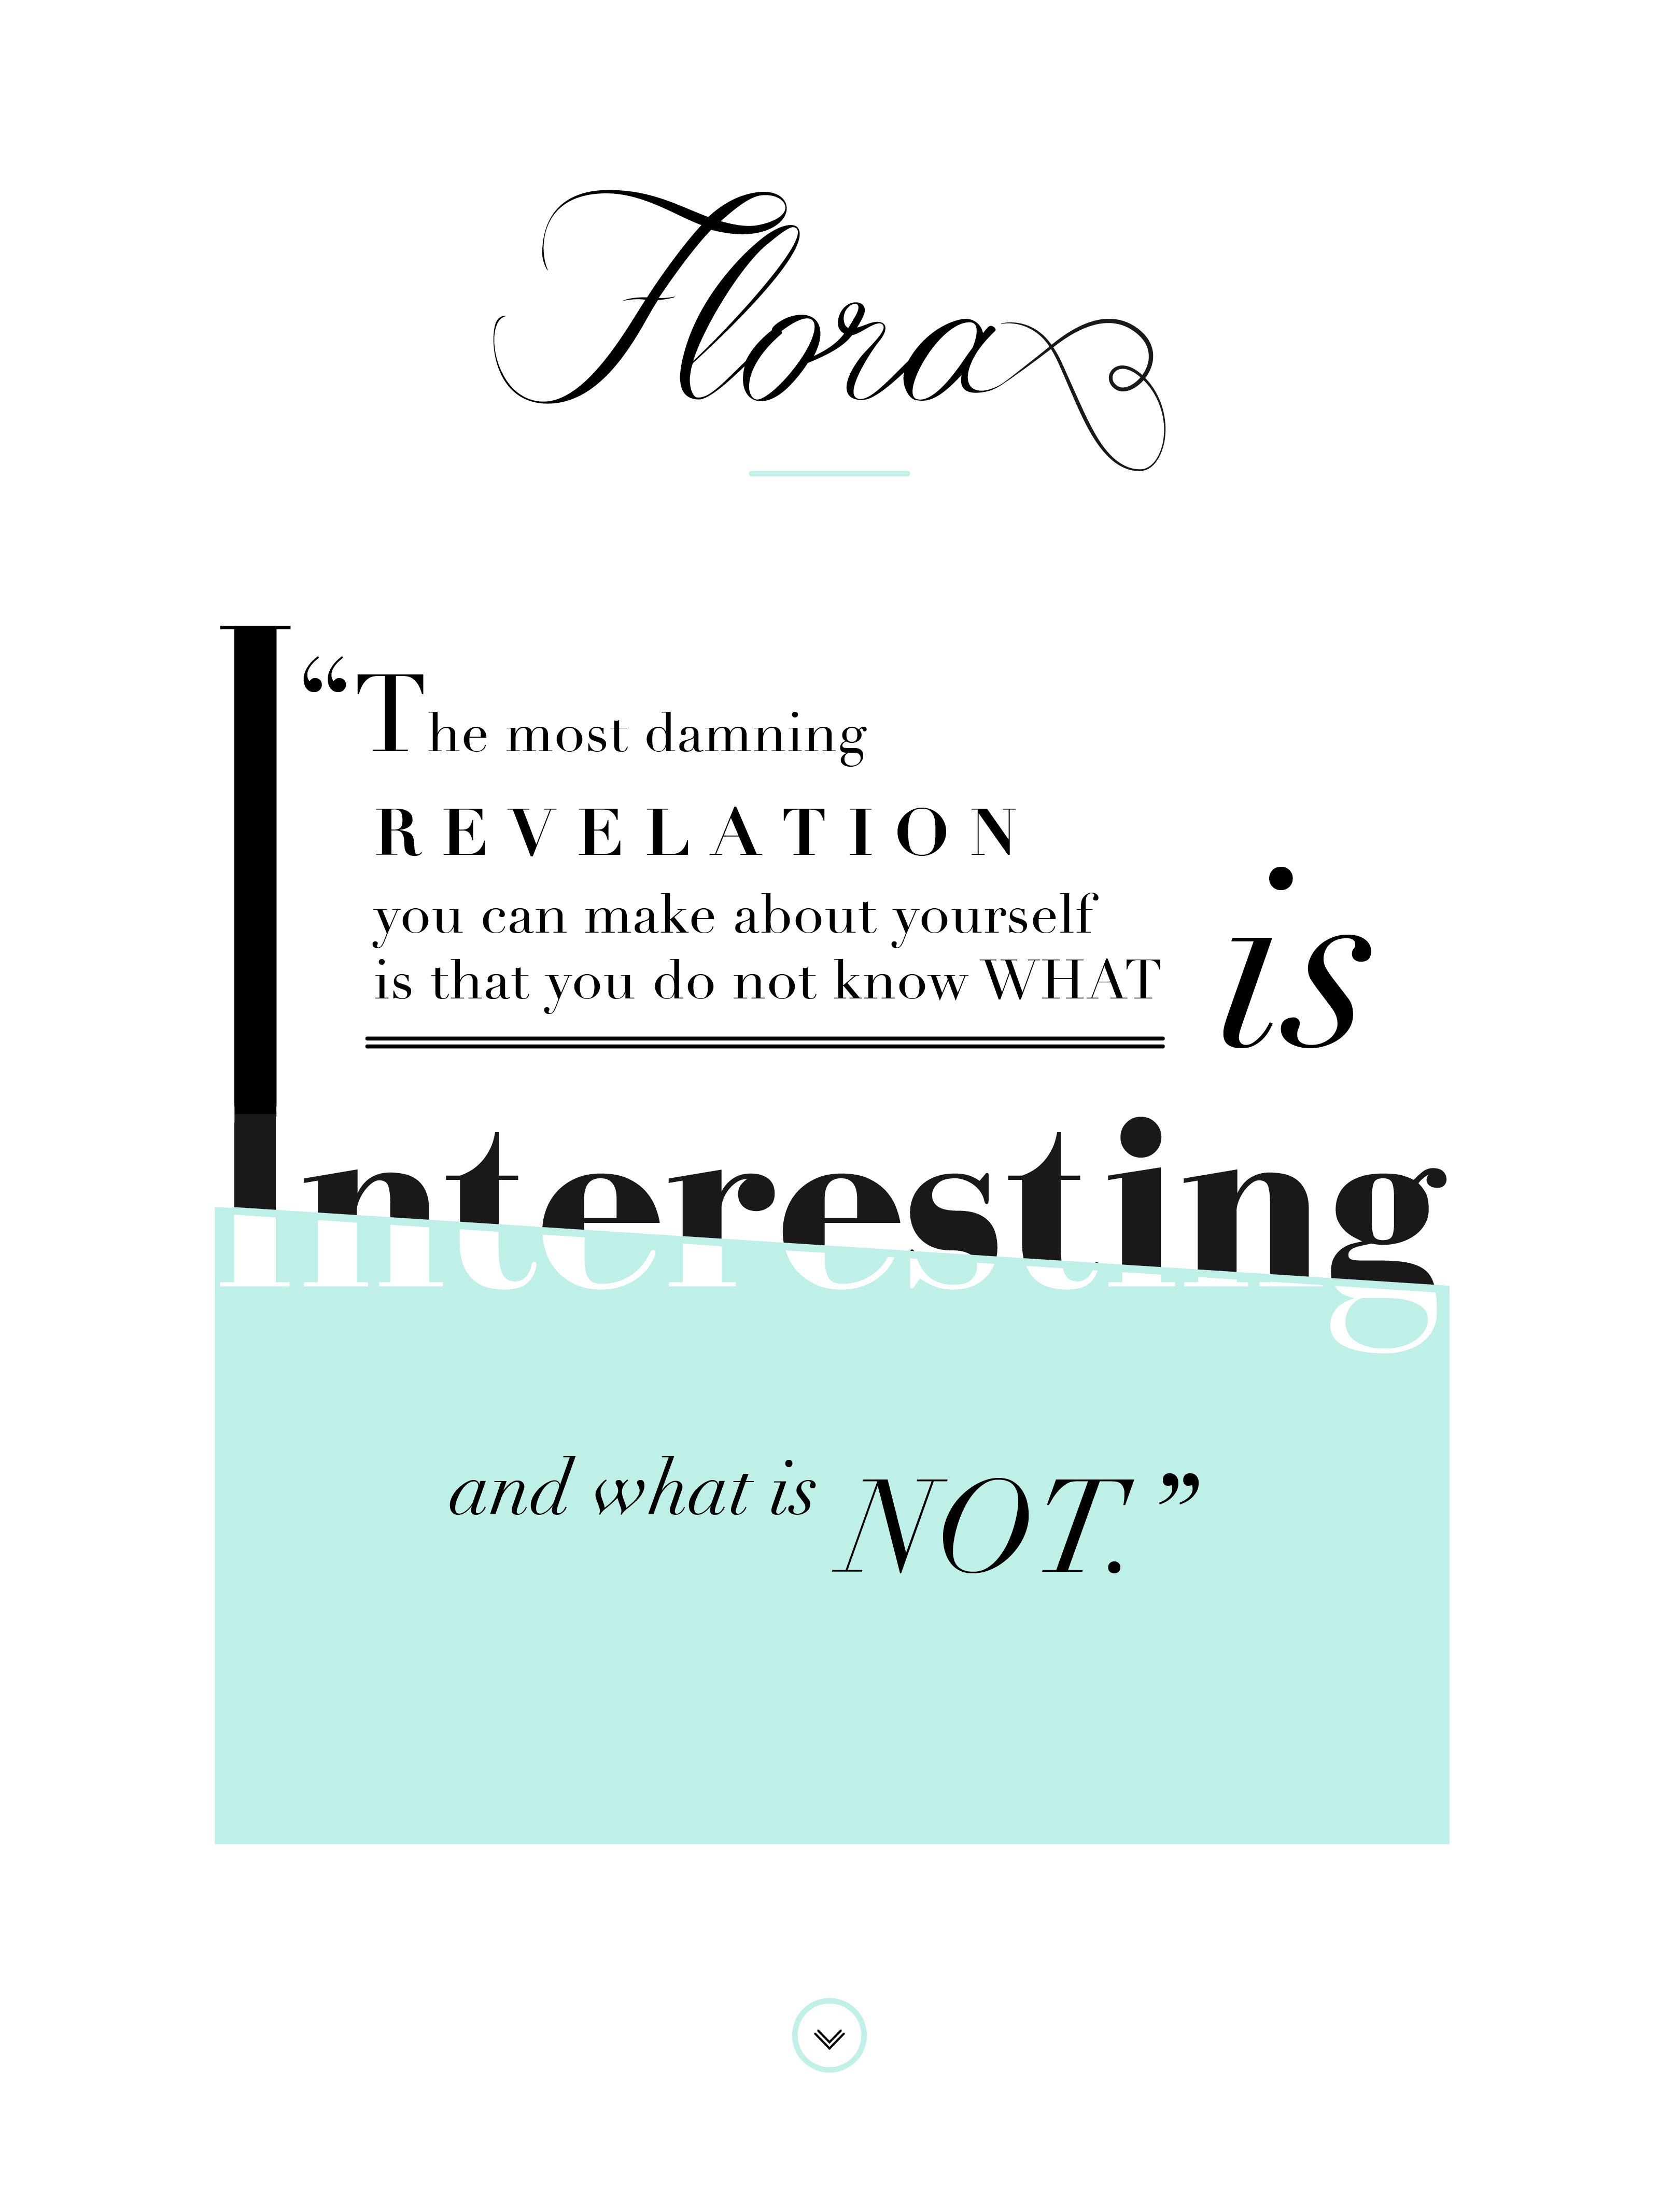 Flora
“The most damning
REVELATION
you can make about yourself
is that you do not know WHAT is
Interesting
and what is NOT.”